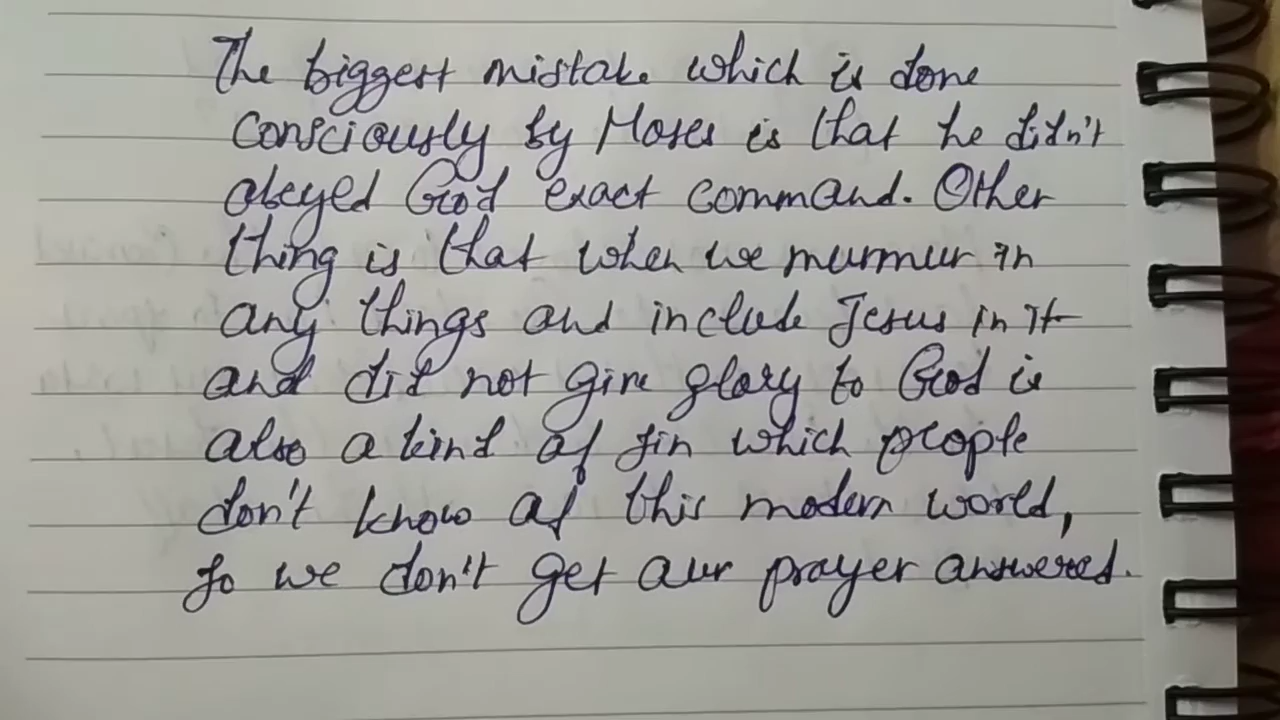 The biggest mistake which is done
consciously by Moses is that he didn't
obeyed God exact command. Other
thing is that when we murmur in
any things and include Jesus in it
and did not give glory to God is
also a kind of sin which people
don't know of this modern world,
so we don't get our prayer answered.